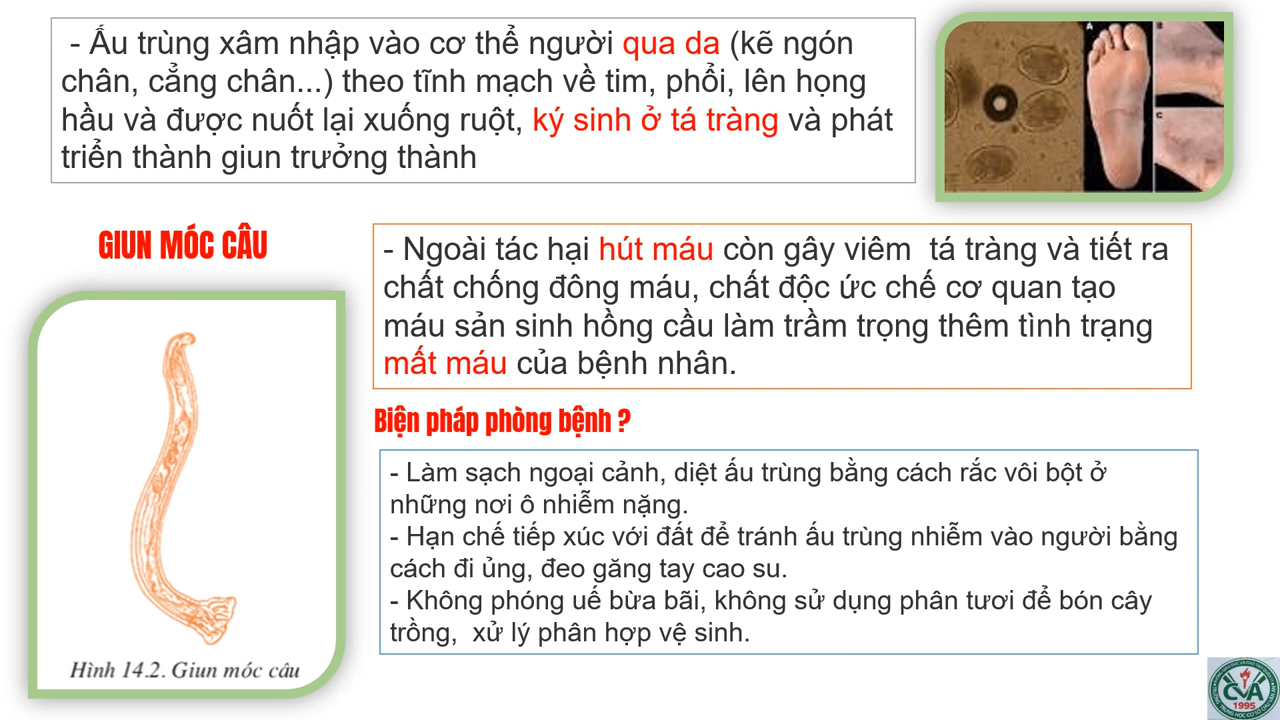 - Ấu trùng xâm nhập vào cơ thể người qua da (kẽ ngón
chân, cẳng chân...) theo tĩnh mạch về tim, phổi, lên họng
hầu và được nuốt lại xuống ruột, ký sinh ở tá tràng và phát
triển thành giun trưởng thành
A
C
GIUN MÓC CÂU
- Ngoài tác hại hút máu còn gây viêm  tá tràng và tiết ra
chất chống đông máu, chất độc ức chế cơ quan tạo
máu sản sinh hồng cầu làm trầm trọng thêm tình trạng
mất máu của bệnh nhân.
Biện pháp phòng bệnh ?
- Làm sạch ngoại cảnh, diệt ấu trùng bằng cách rắc vôi bột ở
những nơi ô nhiễm nặng.
- Hạn chế tiếp xúc với đất để tránh ấu trùng nhiễm vào người bằng
cách đi ủng, đeo găng tay cao su.
- Không phóng uế bừa bãi, không sử dụng phân tươi để bón cây
trồng,  xử lý phân hợp vệ sinh.
Hình 14.2. Giun móc câu
CVA
1995